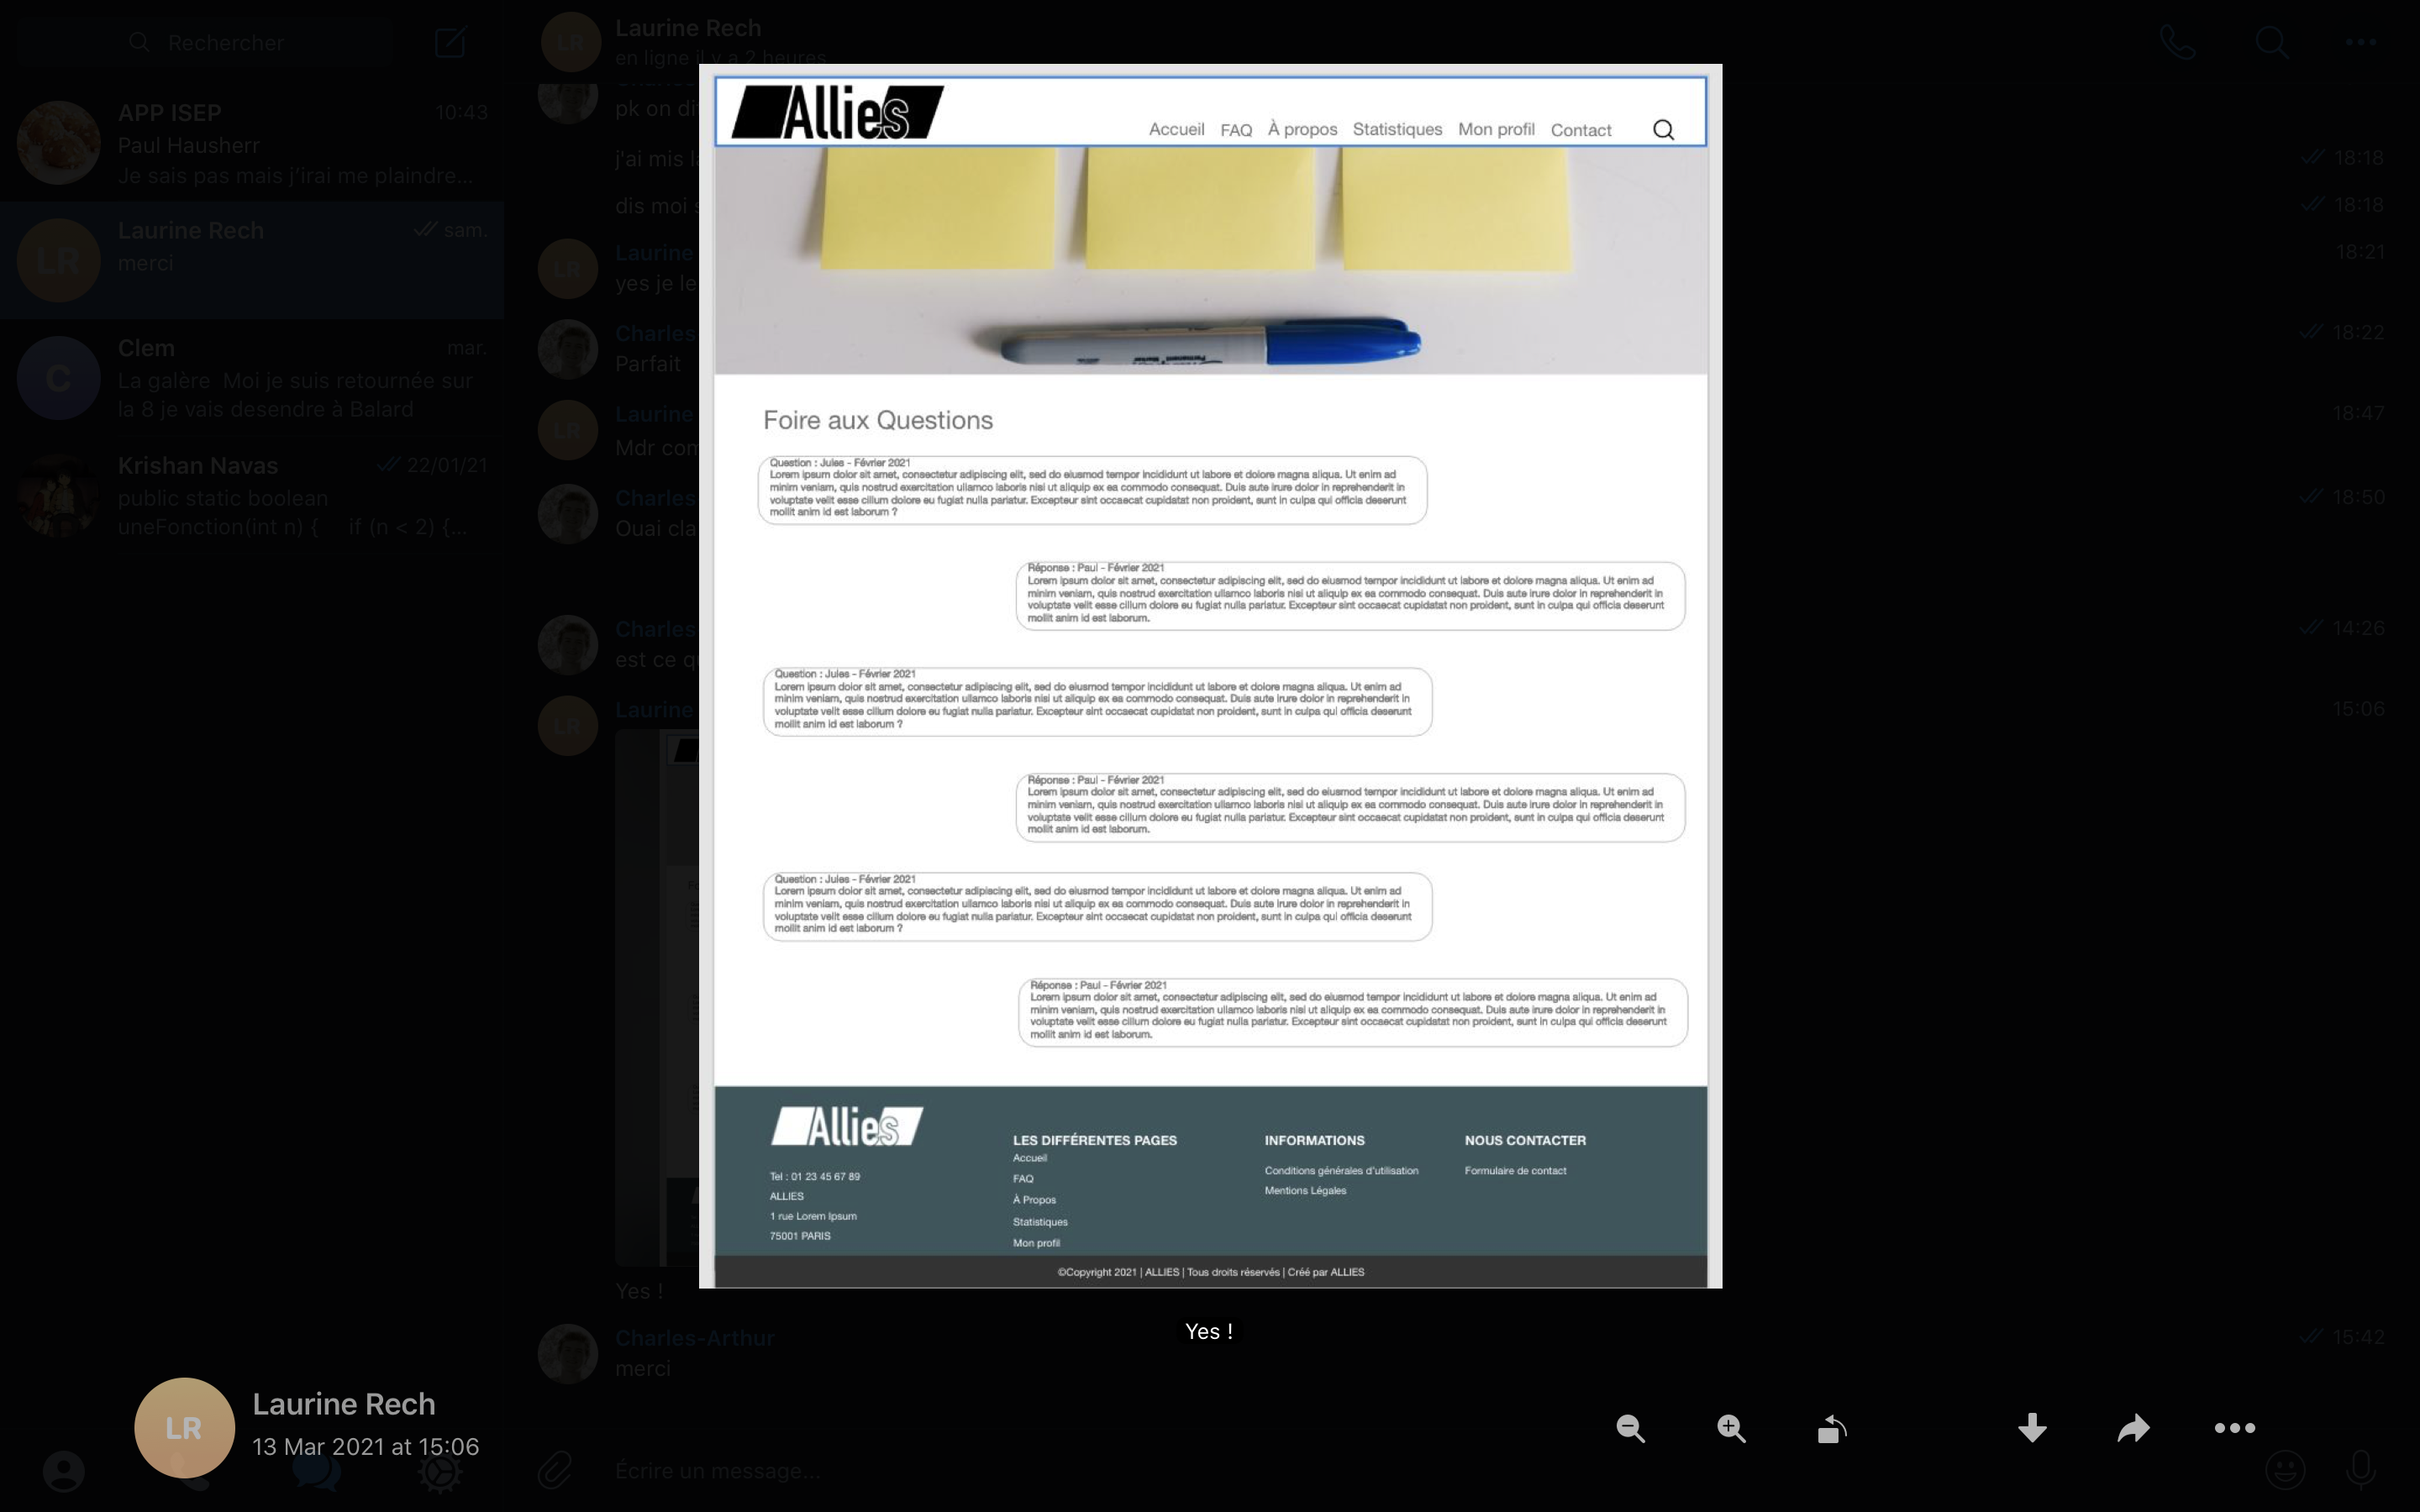 Rechercher
APP ISEP
10:43
Paul Hausherr
Je sais pas mais j'irai me plaindre...
Laurine Rech
sam.
LR
merci
Clem
mar.
C
La galère  Moi je suis retournée sur
la 8 je vais desendre à Balard
Krishan Navas
22/01/21
public static boolean
uneFonction(int n) {     if (n < 2) {...
LR
Laurine Rech
en ligne il y a 2 heures
pk on di
j'ai mis
18:18
dis moi
18:18
LR
Laurine
18:21
yes je le
Charles
18:22
Parfait
LR
Laurine
18:47
Mdr com
Charles
18:50
Ouai cla
Charles
14:26
est ce
LR
Laurine
15:06
Yes !
Charles-Arthur
15:42
merci
Écrire un message...
Allies
Accueil FAQ À propos Statistiques Mon profil Contact
Foire aux Questions
Question : Jules - Février 2021
Lorem ipsum dolor sit amet, consectetur adipiscing elit, sed do eiusmod tempor incididunt ut labore et dolore magna aliqua. Ut enim ad
minim veniam, quis nostrud exercitation ullamco laboris nisi ut aliquip ex ea commodo consequat. Duis aute irure dolor in reprehenderit in
voluptate velit esse cillum dolore eu fugiat nulla pariatur. Excepteur sint occaecat cupidatat non proident, sunt in culpa qui officia deserunt
mollit anim id est laborum ?
Réponse : Paul - Février 2021
Lorem ipsum dolor sit amet, consectetur adipiscing elit, sed do eiusmod tempor incididunt ut labore et dolore magna aliqua. Ut enim ad
minim veniam, quis nostrud exercitation ullamco laboris nisi ut aliquip ex ea commodo consequat. Duis aute irure dolor in reprehenderit in
voluptate velit esse cillum dolore eu fugiat nulla pariatur. Excepteur sint occaecat cupidatat non proident, sunt in culpa qui officia deserunt
mollit anim id est laborum.
Question : Jules - Février 2021
Lorem ipsum dolor sit amet, consectetur adipiscing elit, sed do eiusmod tempor incididunt ut labore et dolore magna aliqua. Ut enim ad
minim veniam, quis nostrud exercitation ullamco laboris nisi ut aliquip ex ea commodo consequat. Duis aute irure dolor in reprehenderit in
voluptate velit esse cillum dolore eu fugiat nulla pariatur. Excepteur sint occaecat cupidatat non proident, sunt in culpa qui officia deserunt
mollit anim id est laborum ?
Réponse : Paul - Février 2021
Lorem ipsum dolor sit amet, consectetur adipiscing elit, sed do eiusmod tempor incididunt ut labore et dolore magna aliqua. Ut enim ad
minim veniam, quis nostrud exercitation ullamco laboris nisi ut aliquip ex ea commodo consequat. Duis aute irure dolor in reprehenderit in
voluptate velit esse cillum dolore eu fugiat nulla pariatur. Excepteur sint occaecat cupidatat non proident, sunt in culpa qui officia deserunt
mollit anim id est laborum.
Question : Jules - Février 2021
Lorem ipsum dolor sit amet, consectetur adipiscing elit, sed do eiusmod tempor incididunt ut labore et dolore magna aliqua. Ut enim ad
minim veniam, quis nostrud exercitation ullamco laboris nisi ut aliquip ex ea commodo consequat. Duis aute irure dolor in reprehenderit in
voluptate velit esse cillum dolore eu fugiat nulla pariatur. Excepteur sint occaecat cupidatat non proident, sunt in culpa qui officia deserunt
mollit anim id est laborum ?
Réponse : Paul - Février 2021
Lorem ipsum dolor sit amet, consectetur adipiscing elit, sed do eiusmod tempor incididunt ut labore et dolore magna aliqua. Ut enim ad
minim veniam, quis nostrud exercitation ullamco laboris nisi ut aliquip ex ea commodo consequat. Duis aute irure dolor in reprehenderit in
voluptate velit esse cillum dolore eu fugiat nulla pariatur. Excepteur sint occaecat cupidatat non proident, sunt in culpa qui officia deserunt
mollit anim id est laborum.
Allies
Tel : 01 23 45 67 89
ALLIES
1 rue Lorem Ipsum
75001 PARIS
LES DIFFÉRENTES PAGES
Accueil
FAQ
À Propos
Statistiques
Mon profil
INFORMATIONS
Conditions générales d'utilisation
Mentions Légales
NOUS CONTACTER
Formulaire de contact
©Copyright 2021 | ALLIES | Tous droits réservés | Créé par ALLIES
Yes !
LR
Laurine Rech
13 Mar 2021 at 15:06